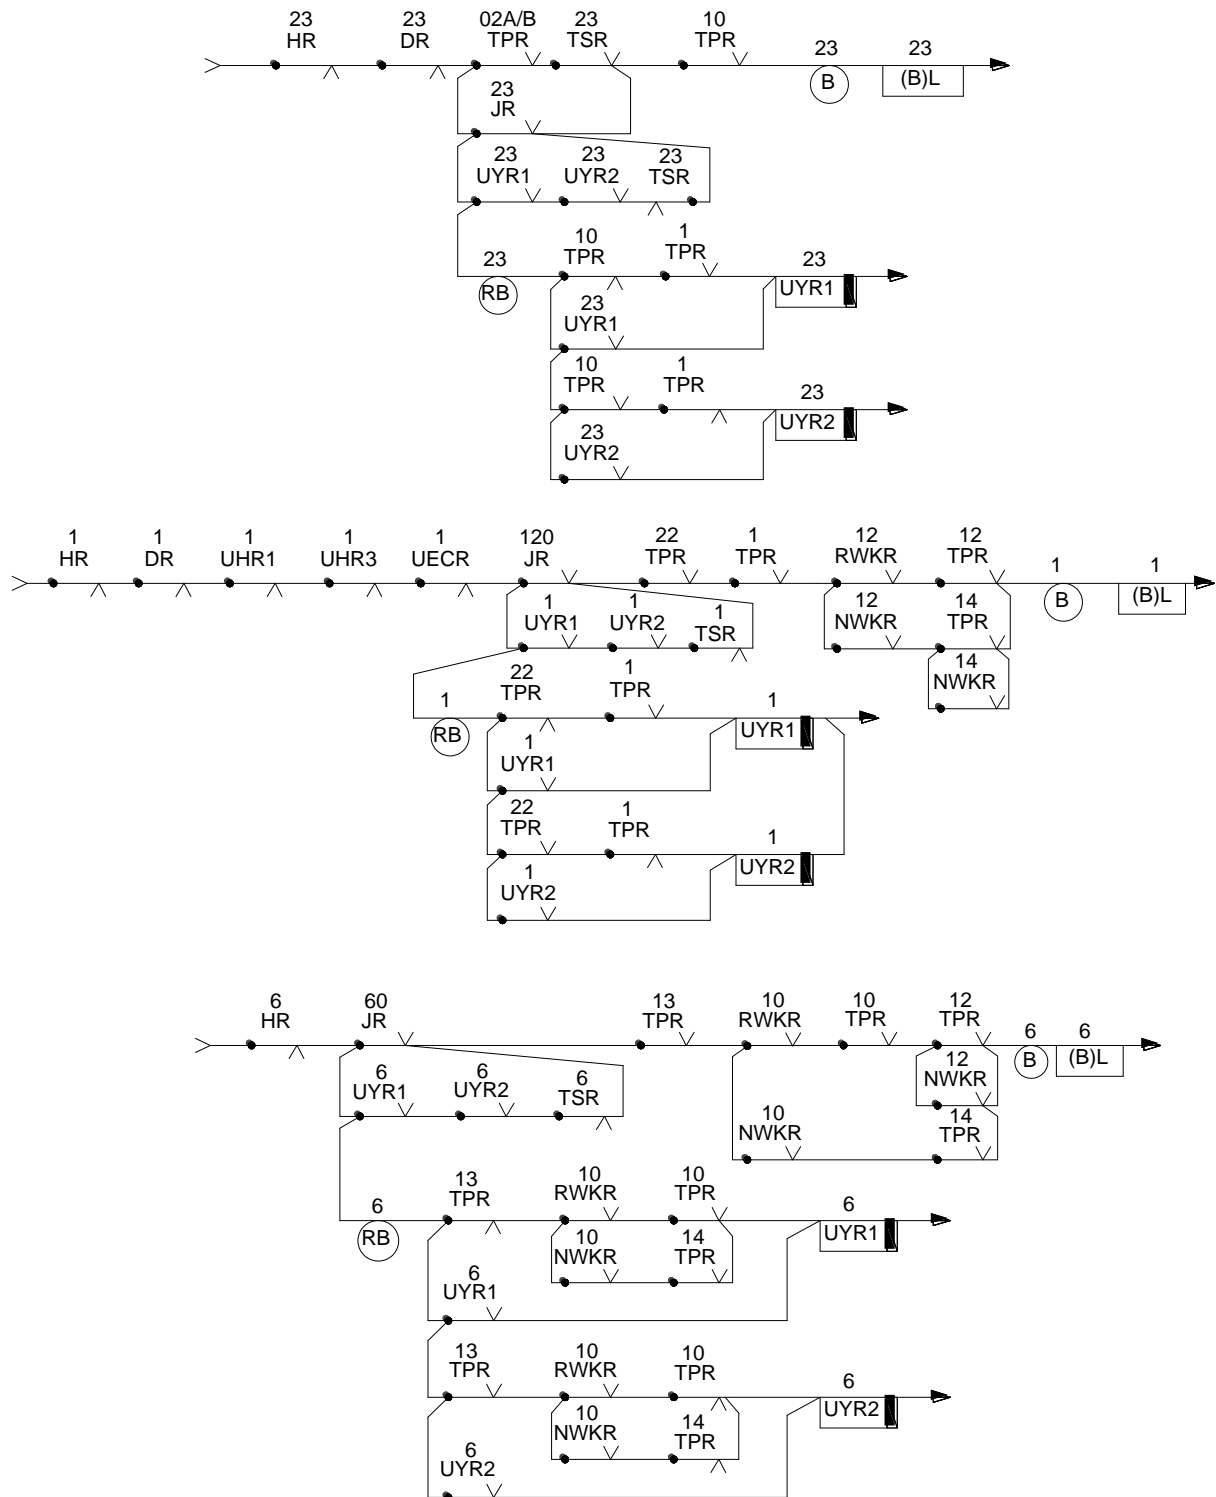 23 23 02A/B 23 10
HR DR TPR TSR TPR 23 23
B (B)L
23
JR
23 23 23
UYR1 UYR2 TSR
23 10 1 23
RB TPR TPR UYR1
23
UYR1
10 1 23
TPR TPR UYR2
23
UYR2
1 1 1 1 1 120 22 1 12 12
HR DR UHR1 UHR3 UECR JR TPR TPR RWKR TPR 1 1
B (B)L
1 1 1 12 14
UYR1 UYR2 TSR NWKR TPR
14
NWKR
1 22 1 1
RB TPR TPR UYR1
1
UYR1
22 1 1
TPR TPR UYR2
1
UYR2
6 60 13 10 10 12
HR JR TPR RWKR TPR TPR 6 6
B (B)L
6 6 6 12
UYR1 UYR2 TSR NWKR
10 14
NWKR TPR
6 13 10 10 6
RB TPR RWKR TPR UYR1
10 14
NWKR TPR
6
UYR1
13 10 10 6
TPR RWKR TPR UYR2
10 14
NWKR TPR
6
UYR2